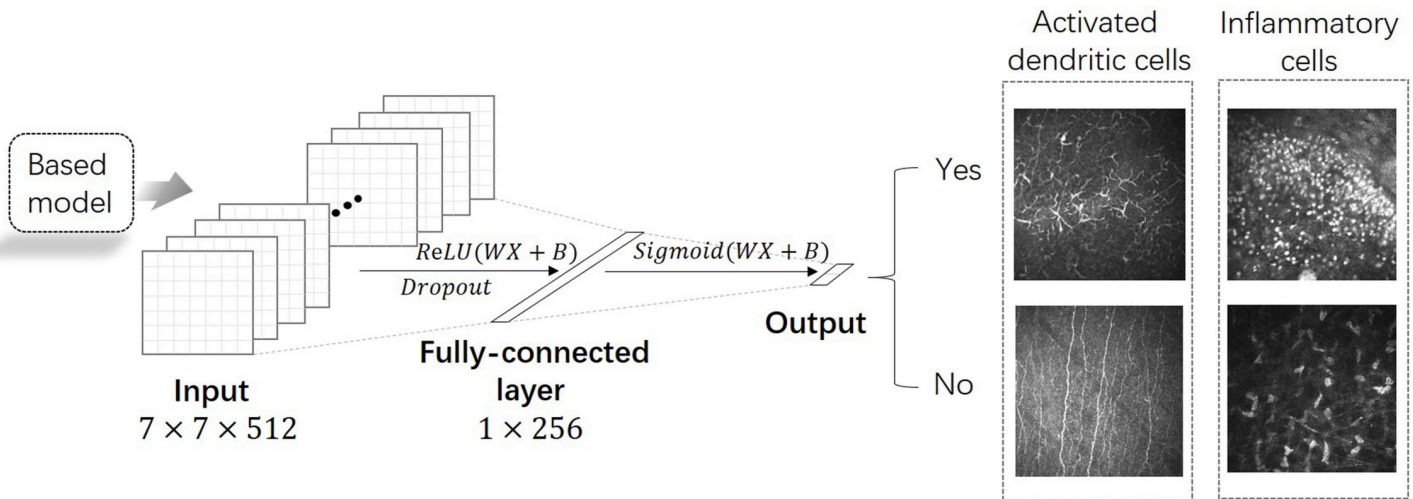 Based
model
Input
7 × 7 × 512
ReLU(WX + B)
Dropout
Fully-connected
layer
1 × 256
Sigmoid(WX + B)
Output
Yes
No
Activated
dendritic cells
Inflammatory
cells